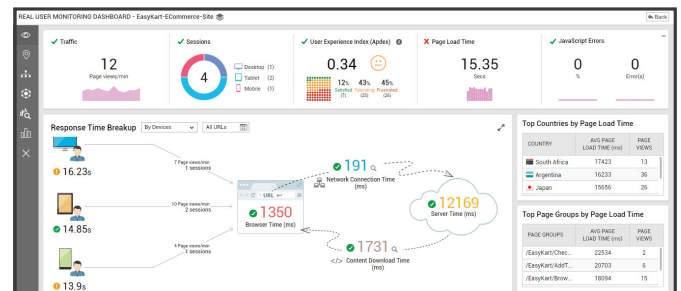 REAL USER MONITORING DASHBOARD - EasyKart-ECommerce-Site
Back
Traffic
12
Page views/min
Sessions
4
Desktop (1)
Tablet (2)
Mobile (1)
User Experience Index (Apdex)
0.34
12% 43% 45%
Satisfied Tolerating Frustrated
(7) (25) (26)
Page Load Time
15.35
Secs
JavaScript Errors
0 0
% Error(s)
Response Time Breakup By Devices All URLs
16.23s
7 Page views/min
1 sessions
14.85s
10 Page views/min
2 sessions
13.9s
4 Page views/min
1 sessions
URL
1350
Browser Time (ms)
191
Network Connection Time
(ms)
12169
Server Time (ms)
1731
</> Content Download Time
(ms)
Top Countries by Page Load Time
COUNTRY AVG PAGE LOAD TIME (ms) PAGE VIEWS
South Africa 17423 13
Argentina 16233 36
Japan 15656 26
Top Page Groups by Page Load Time
PAGE GROUPS AVG PAGE LOAD TIME (ms) PAGE VIEWS
/EasyKart/Chec... 22534 2
/EasyKart/AddT... 20703 6
/EasyKart/Brow... 18094 15